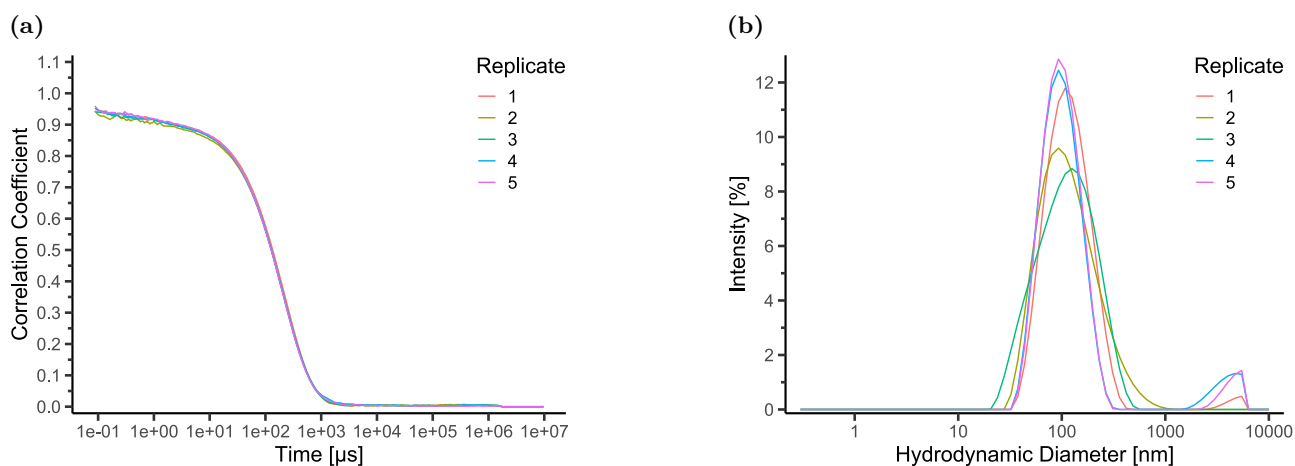 (a)
Correlation Coefficient
1.1
1.0
0.9
0.8
0.7
0.6
0.5
0.4
0.3
0.2
0.1
0.0
1e-01 1e+00 1e+01 1e+02 1e+03 1e+04 1e+05 1e+06 1e+07
Time [µs]
Replicate
1
2
3
4
5
(b)
Intensity [%]
12
10
8
6
4
2
0
1 10 100 1000 10000
Hydrodynamic Diameter [nm]
Replicate
1
2
3
4
5